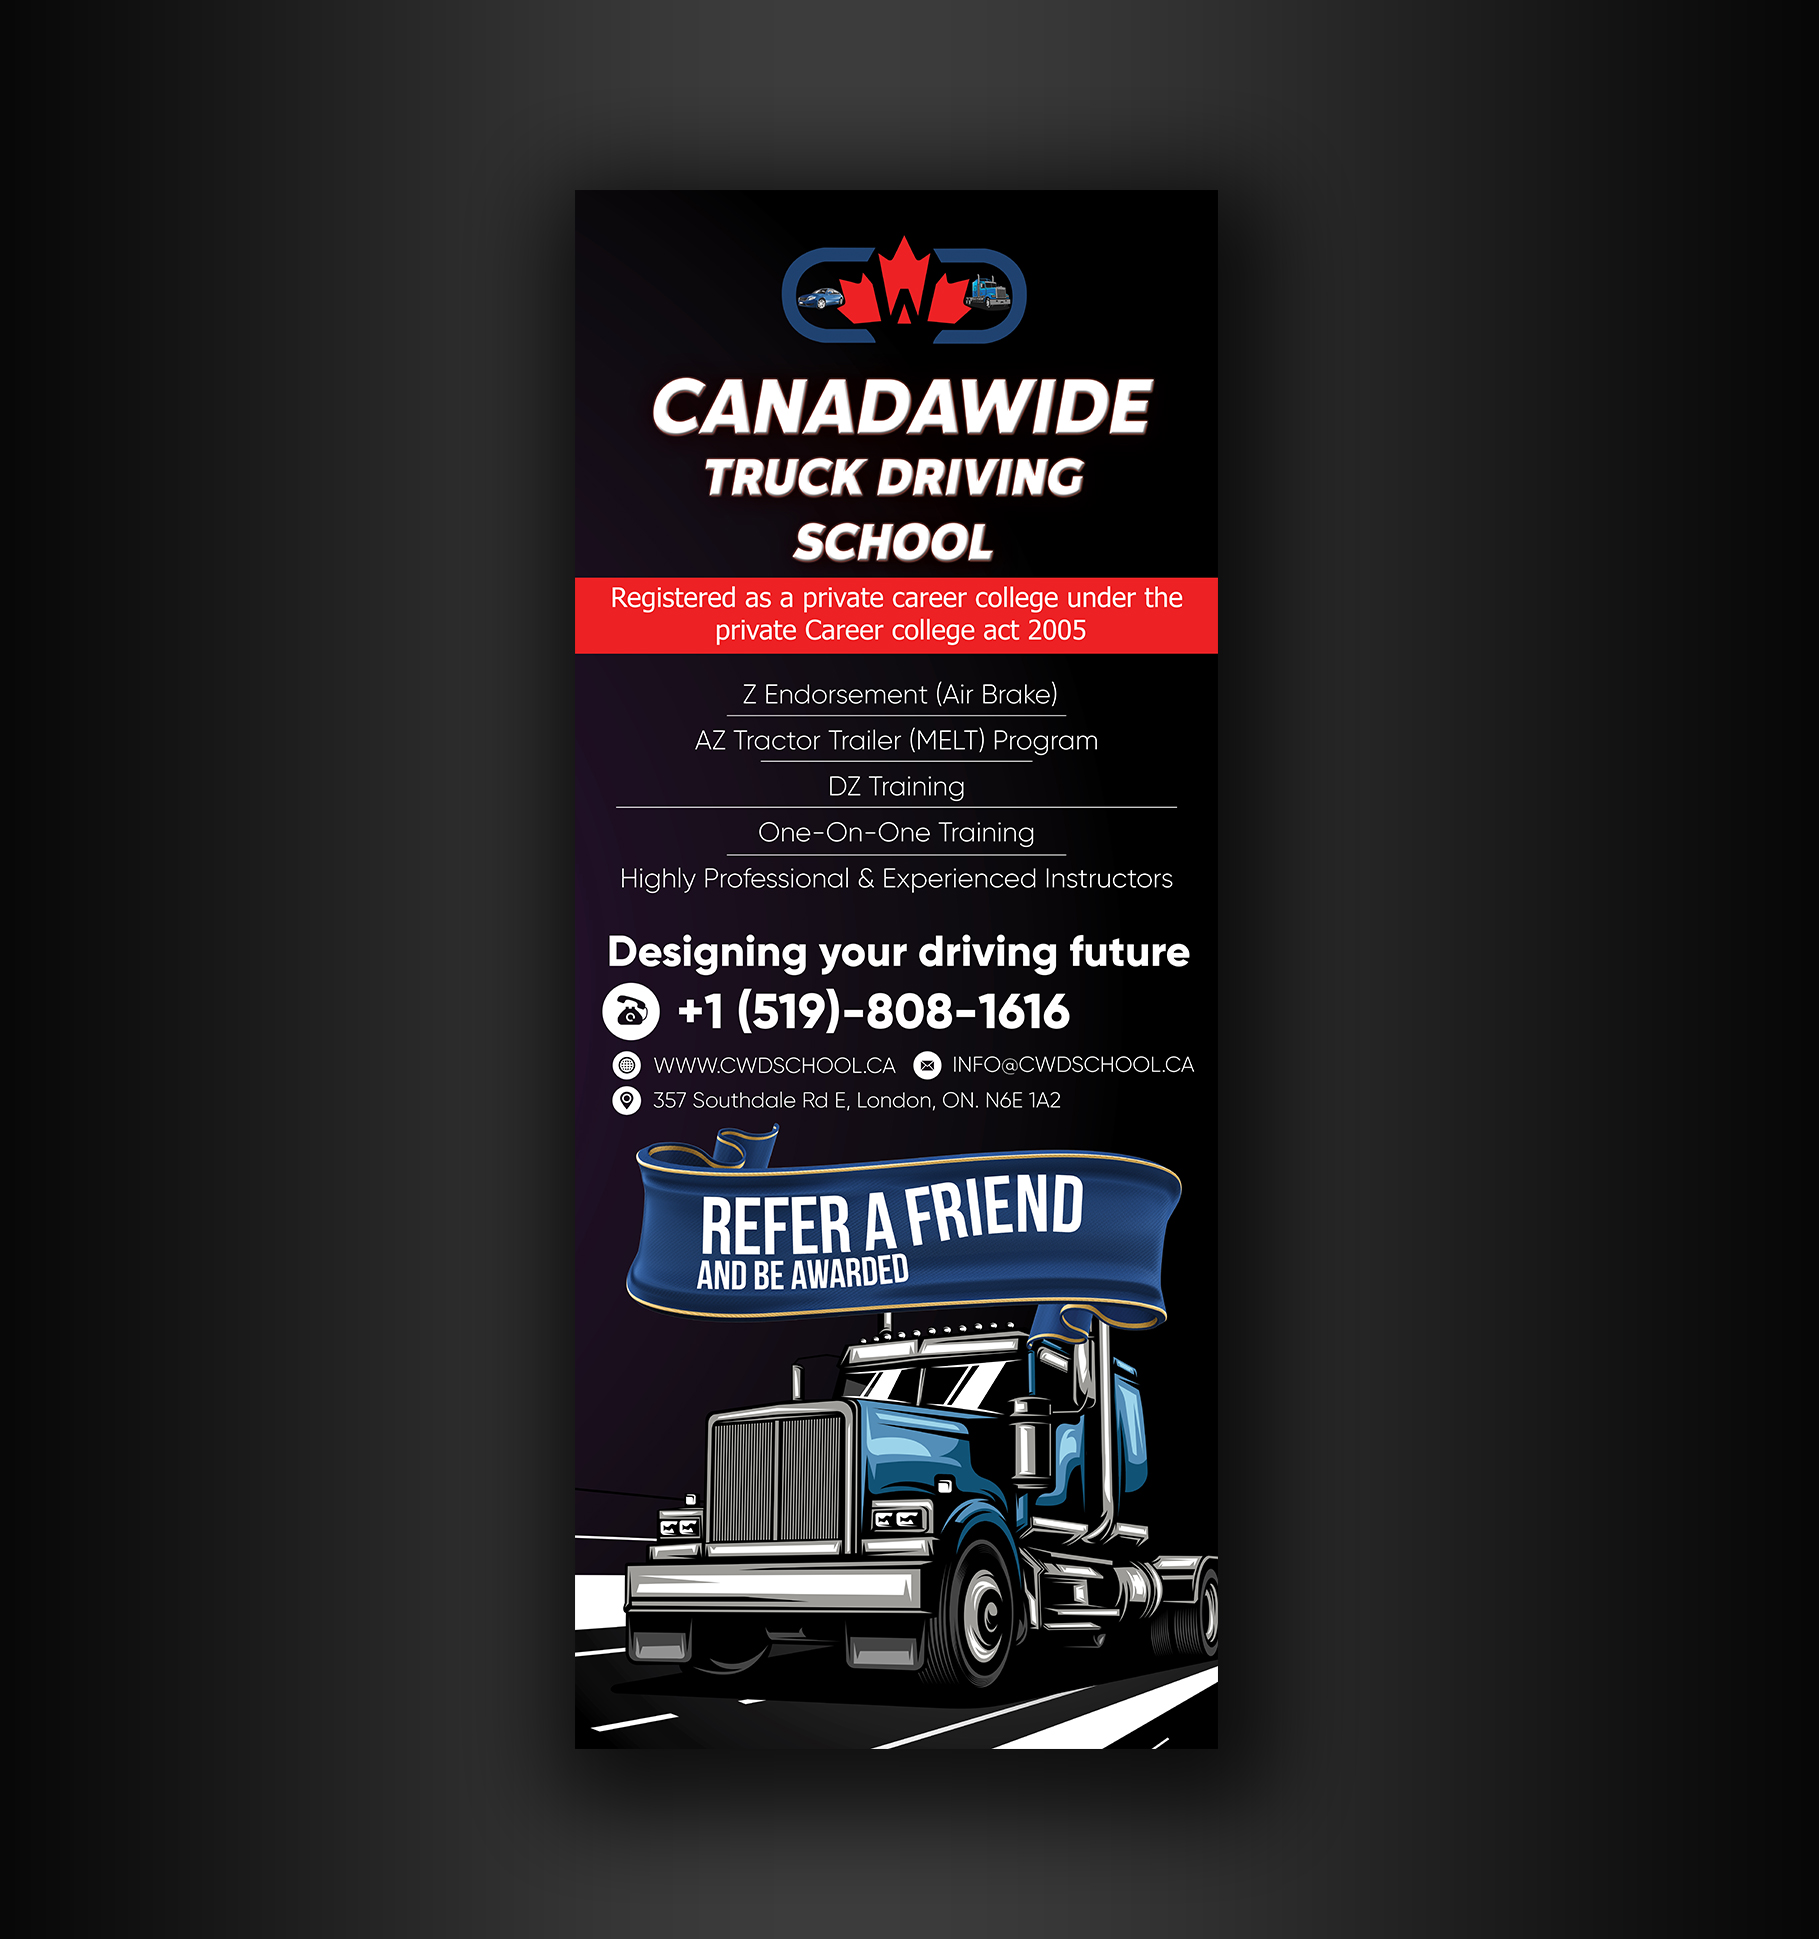 CANADAWIDE
TRUCK DRIVING
SCHOOL
Registered as a private career college under the
private Career college act 2005
Z Endorsement (Air Brake)
AZ Tractor Trailer (MELT) Program
DZ Training
One-On-One Training
Highly Professional & Experienced Instructors
Designing your driving future
+1 (519)-808-1616
WWW.CWDSCHOOL.CA INFO@CWDSCHOOL.CA
357 Southdale Rd E, London, ON. N6E 1A2
REFER A FRIEND
AND BE AWARDED